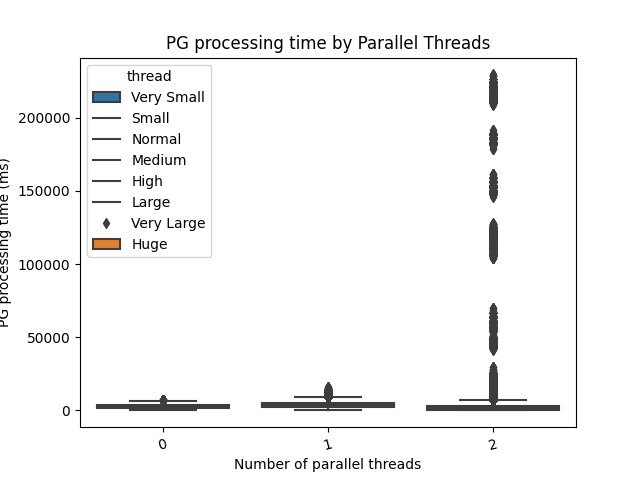 PG processing time by Parallel Threads
thread
Very Small
Small
Normal
Medium
High
Large
Very Large
Huge
PG processing time (ms)
200000
150000
100000
50000
0
0
1
2
Number of parallel threads